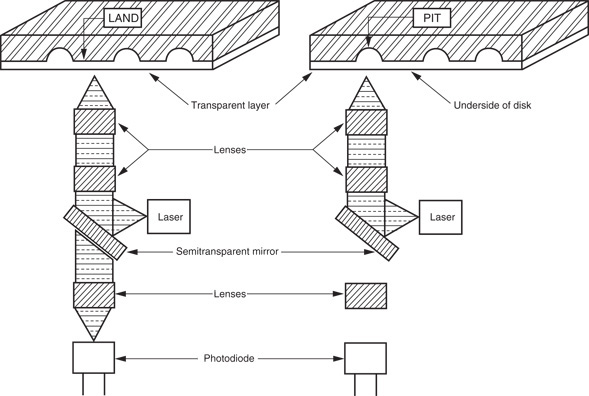 LAND
PIT
Transparent layer
Underside of disk
Lenses
Laser
Laser
Semitransparent mirror
Lenses
Photodiode